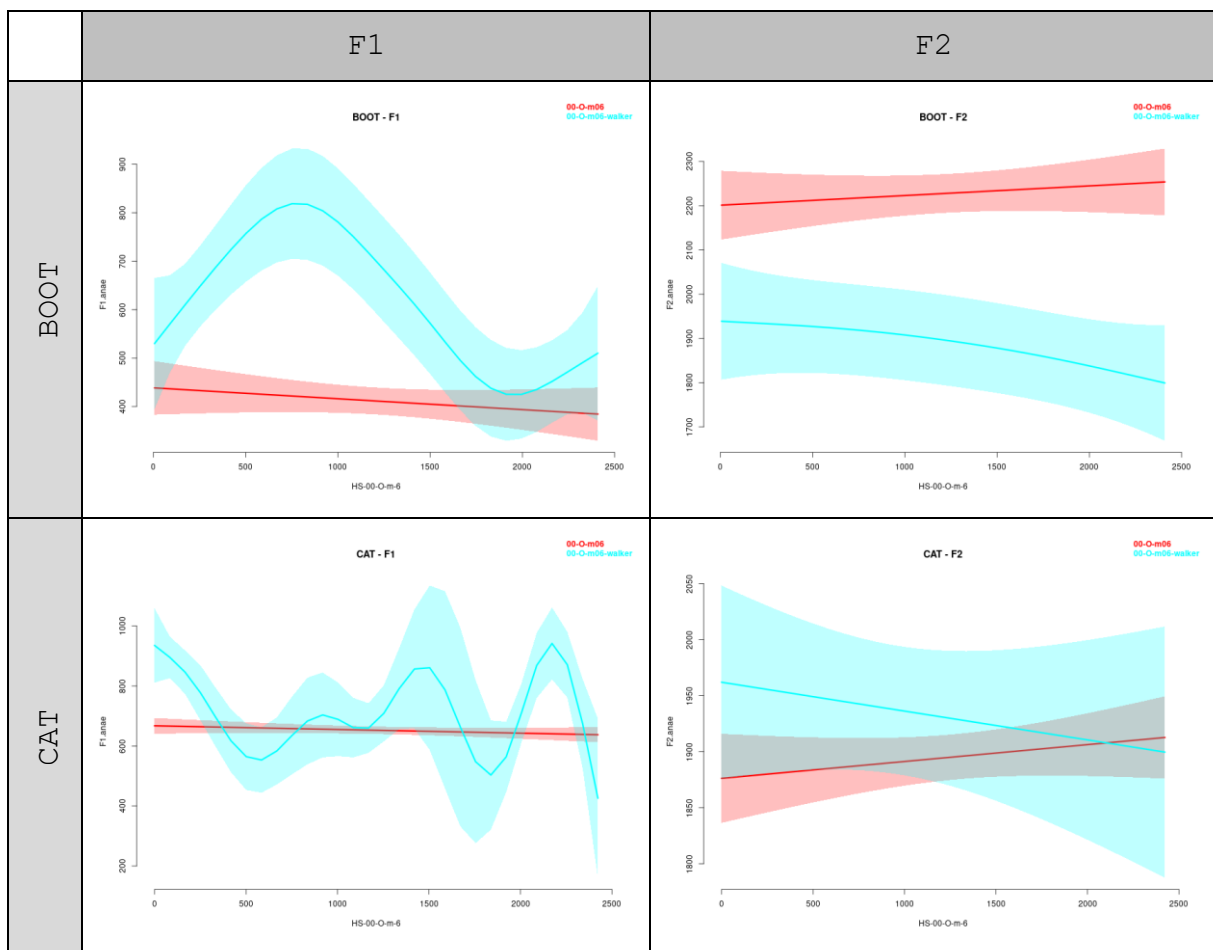 F1
F2
BOOT
BOOT - F1
00-O-m06
00-O-m06-walker
F1.anae
900
800
700
600
500
400
0 500 1000 1500 2000 2500
HS-00-O-m-6
BOOT - F2
00-O-m06
00-O-m06-walker
F2.anae
2300
2200
2100
2000
1900
1800
1700
0 500 1000 1500 2000 2500
HS-00-O-m-6
CAT
CAT - F1
00-O-m06
00-O-m06-walker
F1.anae
1000
800
600
400
200
0 500 1000 1500 2000 2500
HS-00-O-m-6
CAT - F2
00-O-m06
00-O-m06-walker
F2.anae
2050
2000
1950
1900
1850
1800
0 500 1000 1500 2000 2500
HS-00-O-m-6